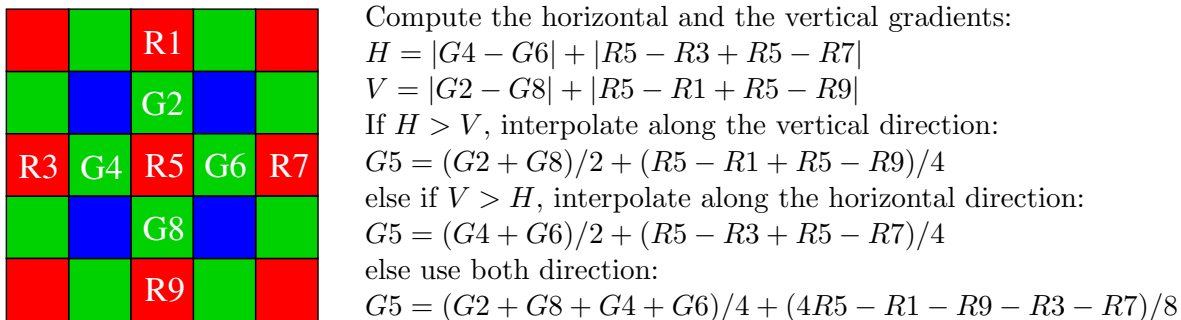 R1
G2
R3 G4 R5 G6 R7
G8
R9
Compute the horizontal and the vertical gradients:
H = |G4 − G6| + |R5 − R3 + R5 − R7|
V = |G2 − G8| + |R5 − R1 + R5 − R9|
If H > V, interpolate along the vertical direction:
G5 = (G2 + G8)/2 + (R5 − R1 + R5 − R9)/4
else if V > H, interpolate along the horizontal direction:
G5 = (G4 + G6)/2 + (R5 − R3 + R5 − R7)/4
else use both direction:
G5 = (G2 + G8 + G4 + G6)/4 + (4R5 − R1 − R9 − R3 − R7)/8